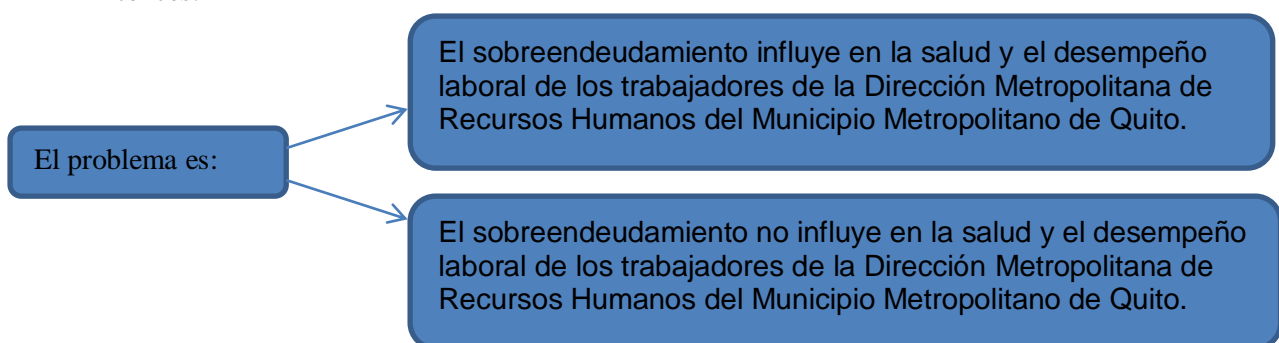 El sobreendeudamiento influye en la salud y el desempeño
laboral de los trabajadores de la Dirección Metropolitana de
Recursos Humanos del Municipio Metropolitano de Quito.
El problema es:
El sobreendeudamiento no influye en la salud y el desempeño
laboral de los trabajadores de la Dirección Metropolitana de
Recursos Humanos del Municipio Metropolitano de Quito.